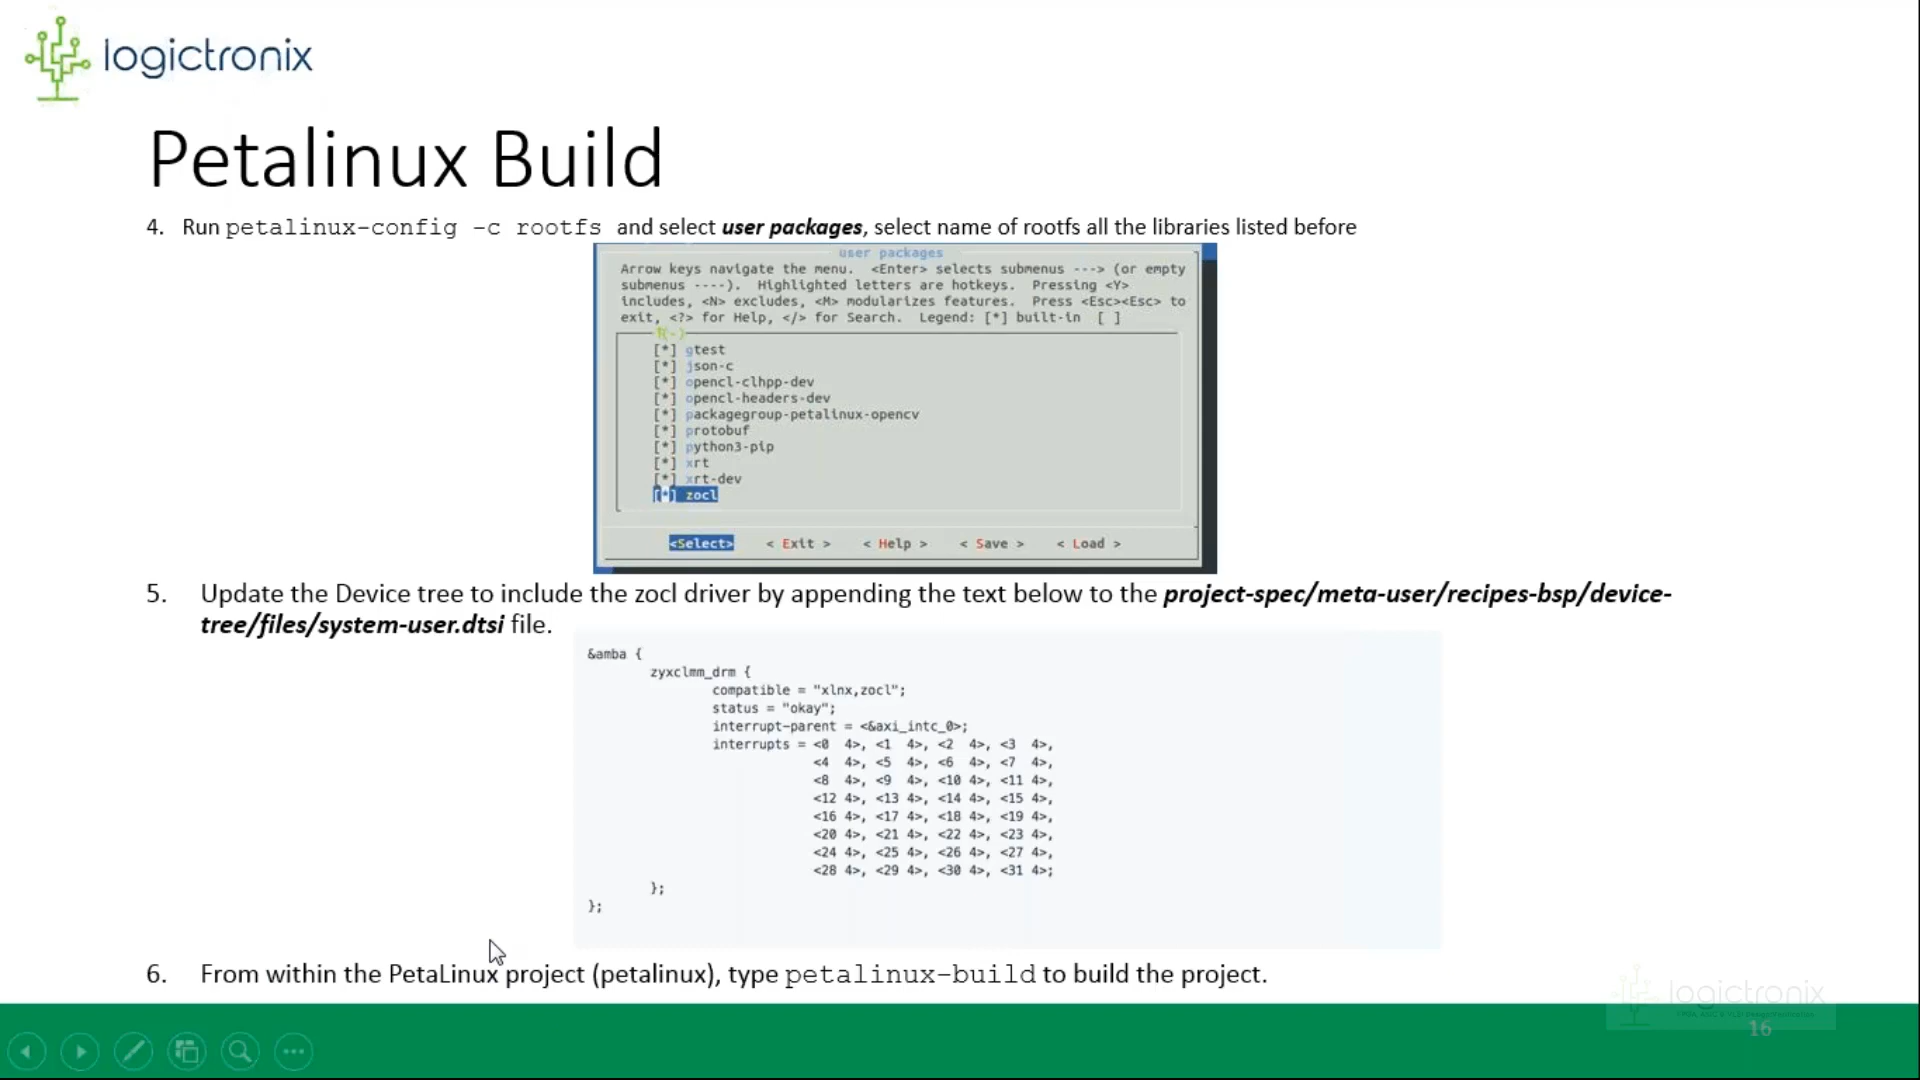 logictronix
Petalinux Build
4. Run petalinux-config -c rootfs and select user packages, select name of rootfs all the libraries listed before
user packages
Arrow keys navigate the menu. <Enter> selects submenus ---> (or empty
submenus ----). Highlighted letters are hotkeys. Pressing <Y>
includes, <N> excludes, <M> modularizes features. Press <Esc><Esc> to
exit, <?> for Help, </> for Search. Legend: [*] built-in [ ]
(-)
[*] gtest
[*] json-c
[*] opencl-clhpp-dev
[*] opencl-headers-dev
[*] packagegroup-petalinux-opencv
[*] protobuf
[*] python3-pip
[*] xrt
[*] xrt-dev
[*] zocl
<Select> < Exit > < Help > < Save > < Load >
5. Update the Device tree to include the zocl driver by appending the text below to the project-spec/meta-user/recipes-bsp/device-
tree/files/system-user.dtsi file.
&amba {
zyxclmm_drm {
compatible = "xlnx,zocl";
status = "okay";
interrupt-parent = <&axi_intc_0>;
interrupts = <0 4>, <1 4>, <2 4>, <3 4>,
<4 4>, <5 4>, <6 4>, <7 4>,
<8 4>, <9 4>, <10 4>, <11 4>,
<12 4>, <13 4>, <14 4>, <15 4>,
<16 4>, <17 4>, <18 4>, <19 4>,
<20 4>, <21 4>, <22 4>, <23 4>,
<24 4>, <25 4>, <26 4>, <27 4>,
<28 4>, <29 4>, <30 4>, <31 4>;
};
};
6. From within the PetaLinux project (petalinux), type petalinux-build to build the project.
logictronix
16